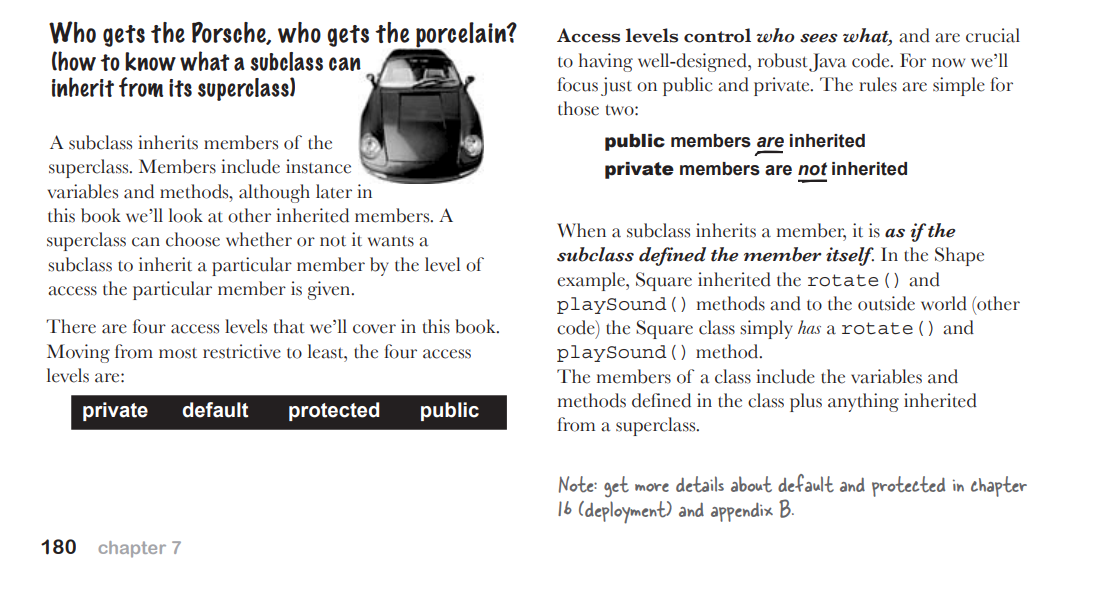 Who gets the Porsche, who gets the porcelain?
(how to know what a subclass can
inherit from its superclass)
A subclass inherits members of the
superclass. Members include instance
variables and methods, although later in
this book we'll look at other inherited members. A
superclass can choose whether or not it wants a
subclass to inherit a particular member by the level of
access the particular member is given.
There are four access levels that we'll cover in this book.
Moving from most restrictive to least, the four access
levels are:
private default protected public
Access levels control who sees what, and are crucial
to having well-designed, robust Java code. For now we'll
focus just on public and private. The rules are simple for
those two:
public members are inherited
private members are not inherited
When a subclass inherits a member, it is as if the
subclass defined the member itself. In the Shape
example, Square inherited the rotate() and
playSound() methods and to the outside world (other
code) the Square class simply has a rotate() and
playSound() method.
The members of a class include the variables and
methods defined in the class plus anything inherited
from a superclass.
Note: get more details about default and protected in chapter
16 (deployment) and appendix B.
180 chapter 7